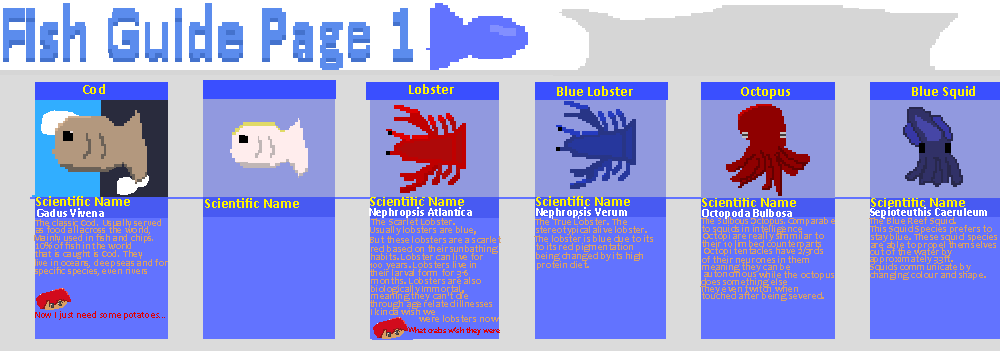 Fish Guide Page 1
Cod
Scientific Name
Gadus Vivena
The classic Cod. Usually served
as food all across the world,
Mainly used in fish and chips.
10% of fish in the world
that is caught is Cod. They
live in oceans, deep seas and for
specific species, even rivers
Now I just need some potatoes...
Scientific Name
Lobster
Scientific Name
Nephropsis Atlantica
The Scarlet Lobster.
Usually lobsters are blue,
but these lobsters are a scarlet
red based on their sunbathing
habits. Lobster can live for
100 years. Lobsters live in
their larval form for 3-6
months. Lobsters are also
biologically immortal,
meaning they can't die
through age related illnesses
I kinda wish we
were lobsters now
What crabs wish they were
Blue Lobster
Scientific Name
Nephropsis Verum
The True Lobster. The
stereotypical alive lobster.
The lobster is blue due to its
to its red pigmentation
being changed by its high
protein diet.
Octopus
Scientific Name
Octopoda Bulbosa
The Bulbous Octopus. Comparable
to squids in intelligence
Octopi are really similar to
their 10 limbed counterparts
Octopi tentacles have 2/3rds
of their neurones in them
meaning they can be
autonomous while the octopus
does something else
They even twitch when
touched after being severed.
Blue Squid
Scientific Name
Sepioteuthis Caeruleum
The Blue Reef Squid.
This Squid Species prefers to
stay blue. These squid species
are able to propel themselves
out of the water by
approximately 23ft.
Squids communicate by
changing colour and shape.